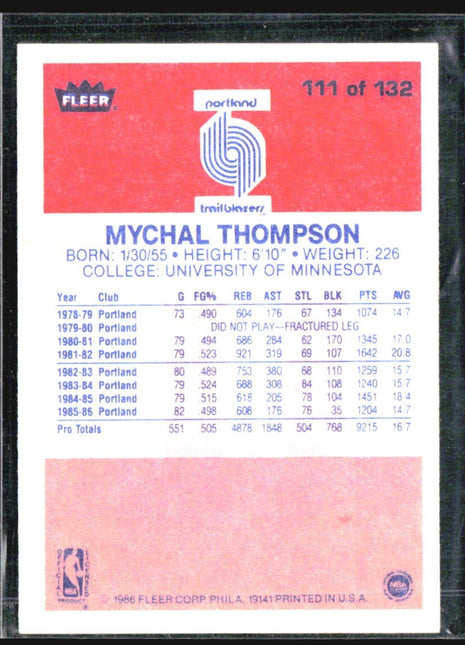 FLEER
111 of 132
portland
trail blazers
MYCHAL THOMPSON
BORN: 1/30/55 • HEIGHT: 6'10" • WEIGHT: 226
COLLEGE: UNIVERSITY OF MINNESOTA
Year Club G FG% REB AST STL BLK PTS AVG
1978-79 Portland 73 .490 604 176 67 134 1074 14.7
1979-80 Portland DID NOT PLAY—FRACTURED LEG
1980-81 Portland 79 .494 686 284 62 170 1345 17.0
1981-82 Portland 79 .523 921 319 69 107 1642 20.8
1982-83 Portland 80 .489 753 380 68 110 1259 15.7
1983-84 Portland 79 .524 688 308 84 108 1240 15.7
1984-85 Portland 79 .515 618 205 78 104 1451 18.4
1985-86 Portland 82 .498 608 176 76 35 1204 14.7
Pro Totals 551 .505 4878 1848 504 768 9215 16.7
OFFICIAL LICENSED
NBA
PRODUCT
NBA
© 1986 FLEER CORP. PHILA. 19141 PRINTED IN U.S.A.